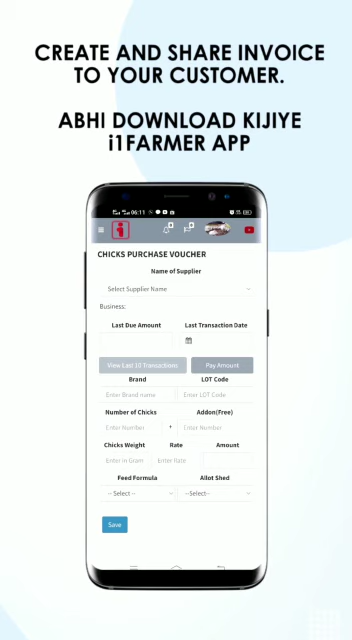 CREATE AND SHARE INVOICE
TO YOUR CUSTOMER.
ABHI DOWNLOAD KIJIYE
i1FARMER APP
06:11
CHICKS PURCHASE VOUCHER
Name of Supplier
Select Supplier Name
Business:
Last Due Amount Last Transaction Date
View Last 10 Transactions Pay Amount
Brand LOT Code
Enter Brand name Enter LOT Code
Number of Chicks Addon(Free)
Enter Number + Enter Number
Chicks Weight Rate Amount
Enter in Gram Enter Rate
Feed Formula Allot Shed
-- Select -- --Select--
Save